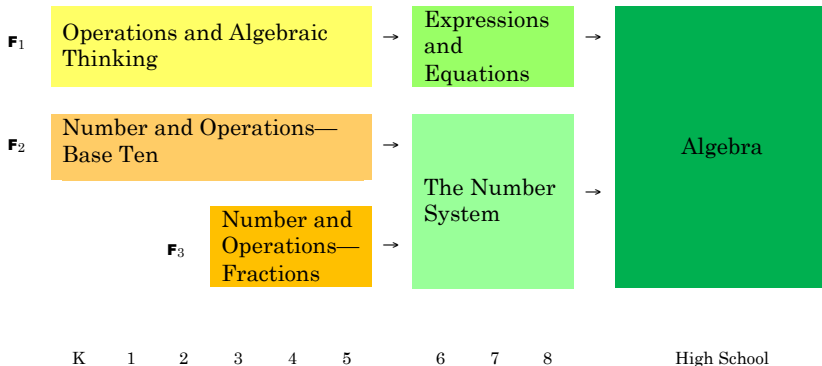 F1
Operations and Algebraic
Thinking
→
Expressions
and
Equations
→
F2
Number and Operations—
Base Ten
→
The Number
System
→
Algebra
F3
Number and
Operations—
Fractions
→
K 1 2 3 4 5 6 7 8 High School